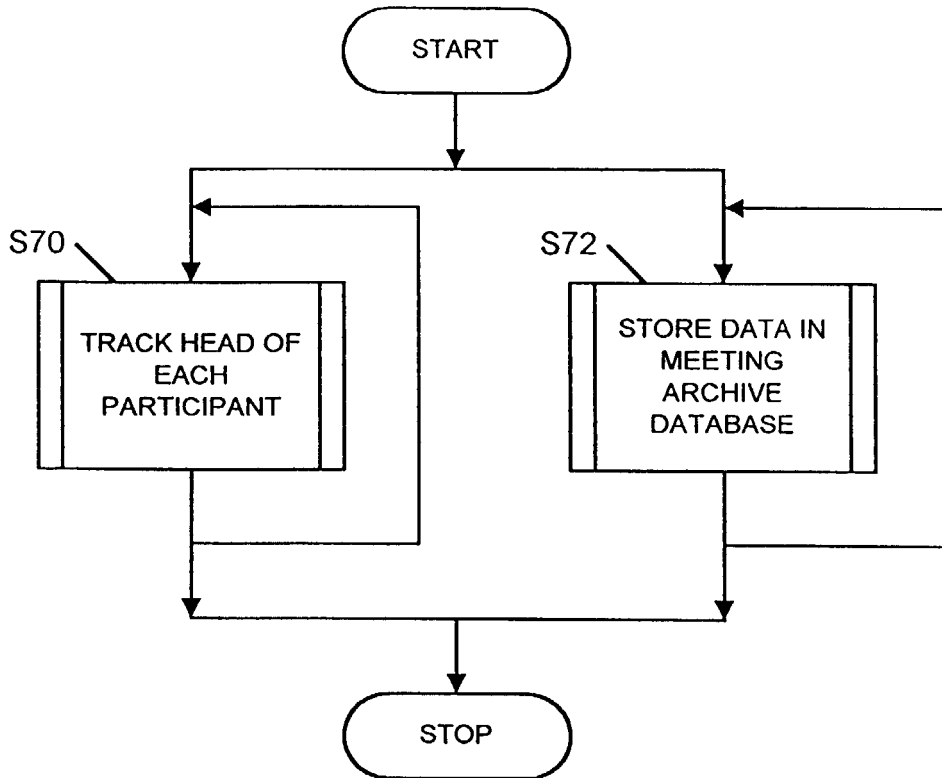 START
S70
TRACK HEAD OF
EACH
PARTICIPANT
S72
STORE DATA IN
MEETING
ARCHIVE
DATABASE
STOP